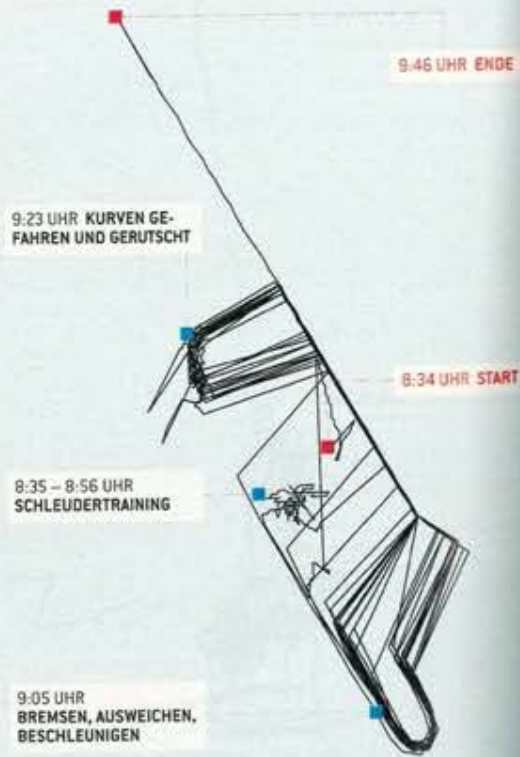 9:46 UHR ENDE
9:23 UHR KURVEN GE-
FAHREN UND GERUTSCHT
8:34 UHR START
8:35 – 8:56 UHR
SCHLEUDERTRAINING
9:05 UHR
BREMSEN, AUSWEICHEN,
BESCHLEUNIGEN